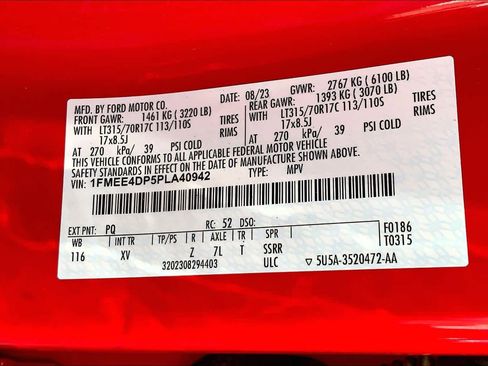 MFD. BY FORD MOTOR CO. 08/23 GVWR: 2767 KG ( 6100 LB)
FRONT GAWR: 1461 KG ( 3220 LB) REAR GAWR: 1393 KG ( 3070 LB)
WITH LT315/70R17C 113/110S TIRES WITH LT315/70R17C 113/110S TIRES
17x8.5J RIMS 17x8.5J RIMS
AT 270 kPa/ 39 PSI COLD AT 270 kPa/ 39 PSI COLD
THIS VEHICLE CONFORMS TO ALL APPLICABLE FEDERAL MOTOR VEHICLE
SAFETY STANDARDS IN EFFECT ON THE DATE OF MANUFACTURE SHOWN ABOVE.
VIN: 1FMEE4DP5PLA40942 TYPE: MPV
EXT PNT: PQ RC: 52 DSO: F0186
WB INT TR TP/PS R AXLE TR SPR T0315
116 XV Z 7L T SSRR
3202308294403 ULC 5U5A-3520472-AA